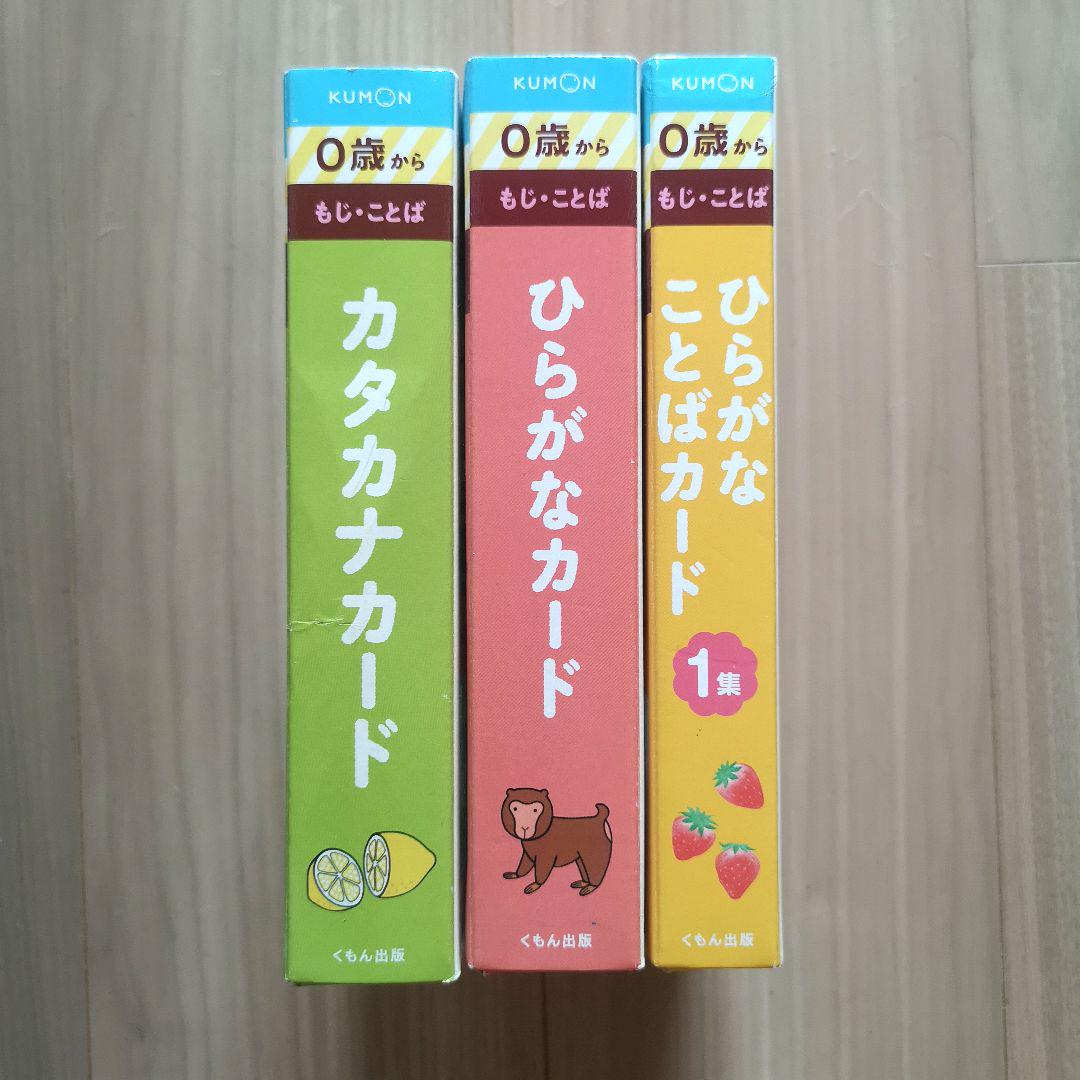 KUMON
0歳から
もじ・ことば
カタカナカード
くもん出版
KUMON
0歳から
もじ・ことば
ひらがなカード
くもん出版
KUMON
0歳から
もじ・ことば
ひらがな
ことばカード
1集
くもん出版